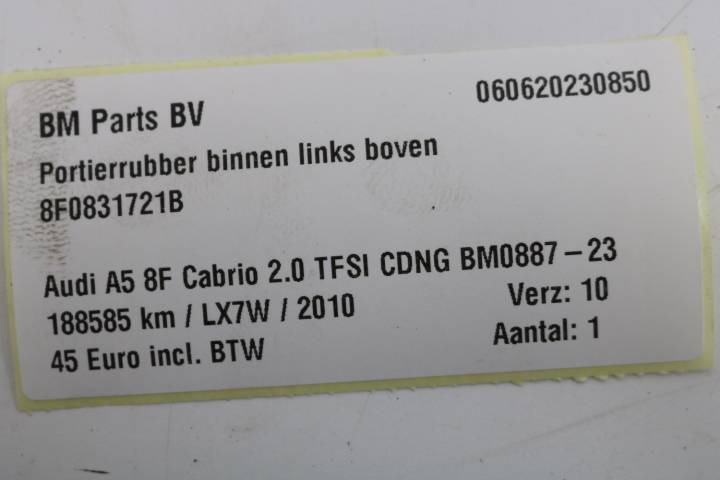 060620230850
BM Parts BV
Portierrubber binnen links boven
8F0831721B
Audi A5 8F Cabrio 2.0 TFSI CDNG BM0887-23
188585 km / LX7W / 2010 Verz: 10
45 Euro incl. BTW Aantal: 1